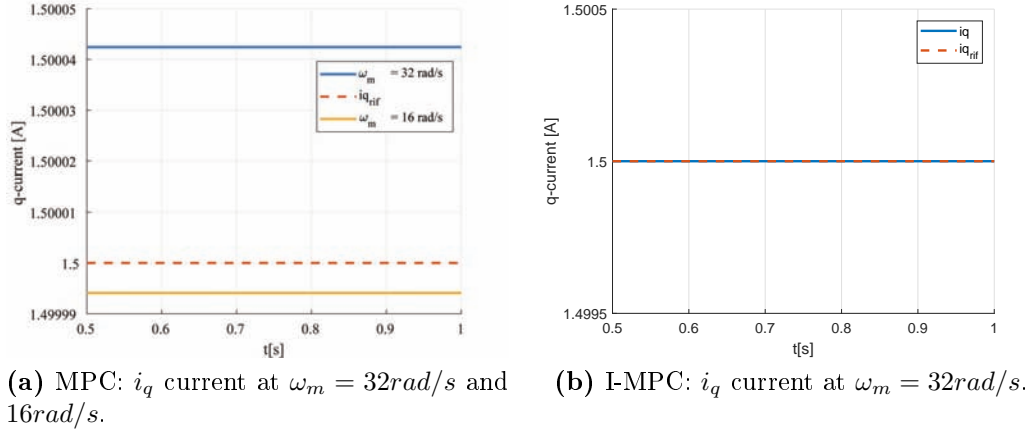 1.50005
1.50004
1.50003
1.50002
1.50001
1.5
1.49999
q-current [A]
0.5 0.6 0.7 0.8 0.9 1
t[s]
ωm = 32 rad/s
iqrif
ωm = 16 rad/s
1.5005
1.5
1.4995
q-current [A]
0.5 0.6 0.7 0.8 0.9 1
t[s]
iq
iqrif
(a) MPC: iq current at ωm = 32rad/s and
16rad/s.
(b) I-MPC: iq current at ωm = 32rad/s.